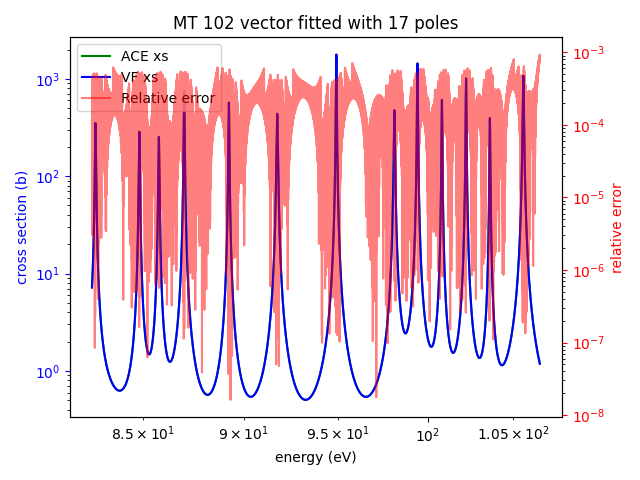 MT 102 vector fitted with 17 poles
ACE xs
VF xs
Relative error
cross section (b)
10³
10²
10¹
10⁰
10⁻³
10⁻⁴
10⁻⁵
10⁻⁶
10⁻⁷
10⁻⁸
relative error
8.5 × 10¹
9 × 10¹
9.5 × 10¹
10²
1.05 × 10²
energy (eV)